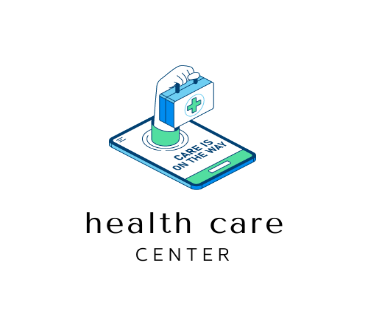 CARE IS
ON THE WAY
health care
CENTER